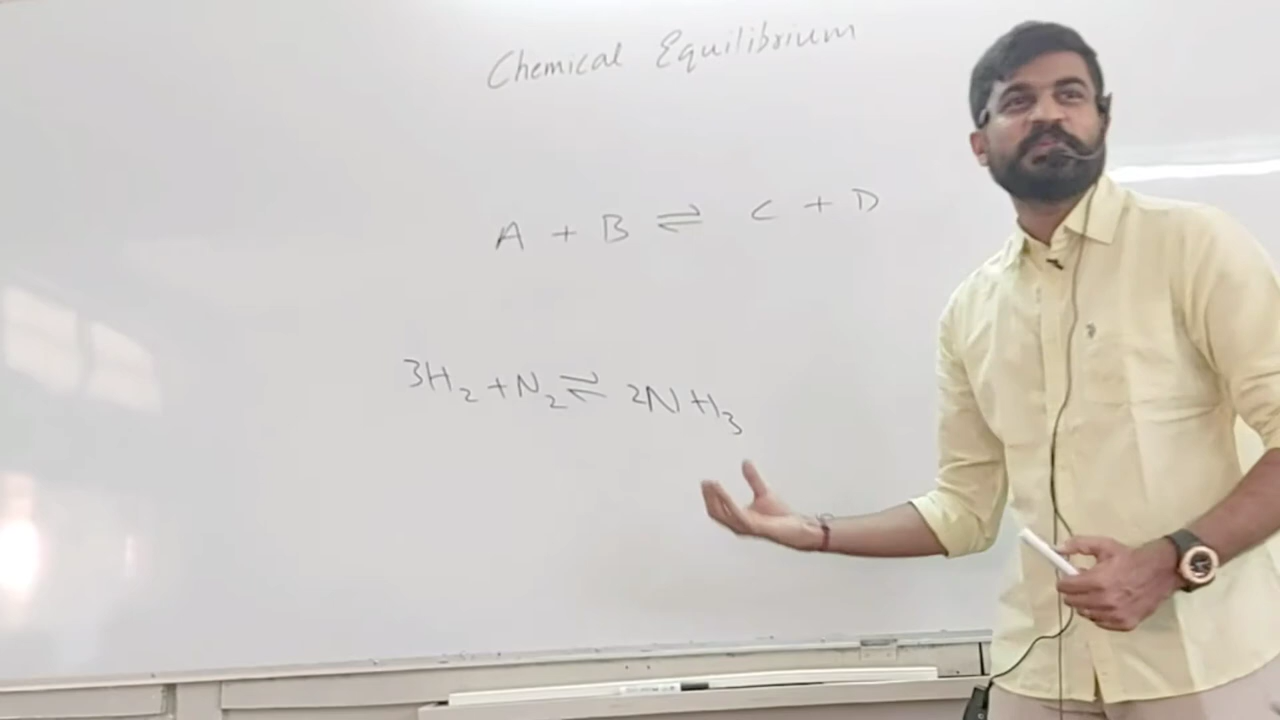 Chemical Equilibrium
A + B ⇌ C + D
3H₂ + N₂ ⇌ 2NH₃